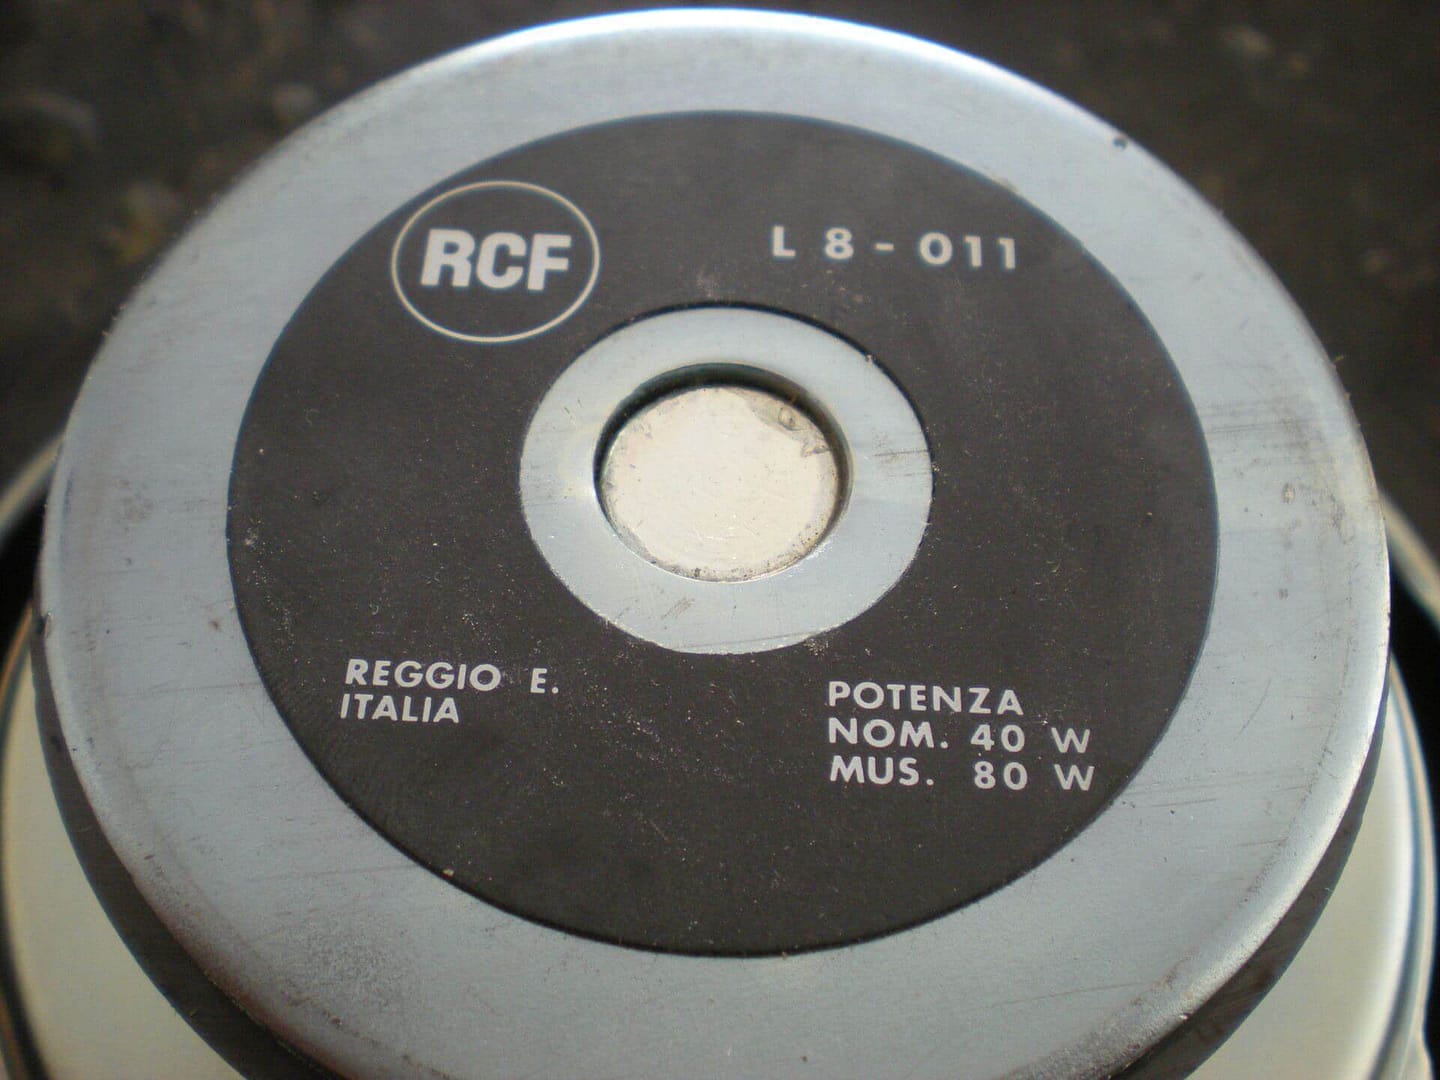 RCF
L 8 - 011
REGGIO E.
ITALIA
POTENZA
NOM. 40 W
MUS. 80 W